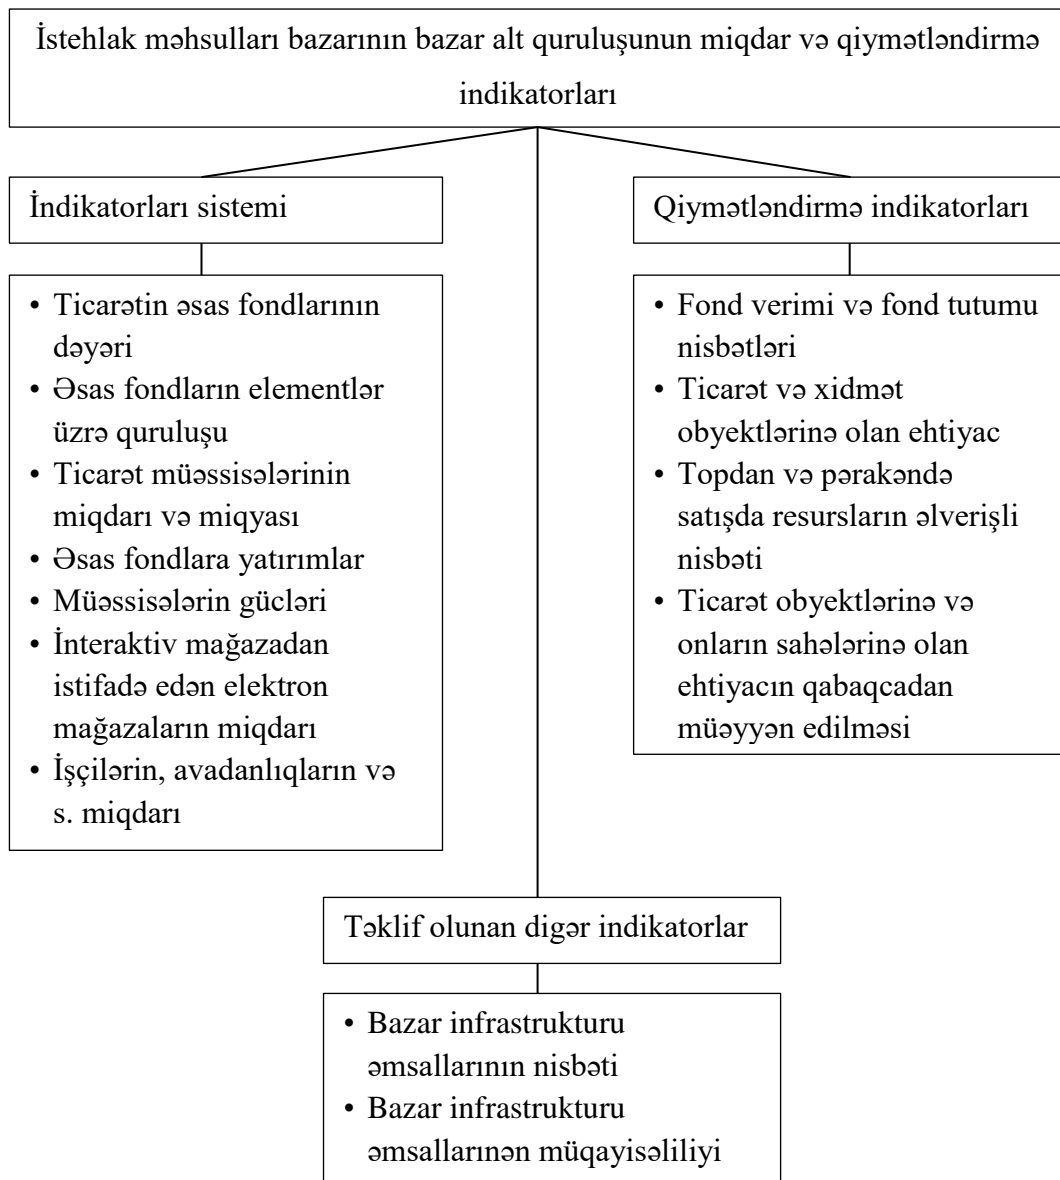 İstehlak məhsulları bazarının bazar alt quruluşunun miqdar və qiymətləndirmə
indikatorları
İndikatorları sistemi
Qiymətləndirmə indikatorları
• Ticarətin əsas fondlarının
dəyəri
• Əsas fondların elementlər
üzrə quruluşu
• Ticarət müəssisələrinin
miqdarı və miqyası
• Əsas fondlara yatırımlar
• Müəssisələrin gücləri
• İnteraktiv mağazadan
istifadə edən elektron
mağazaların miqdarı
• İşçilərin, avadanlıqların və
s. miqdarı
• Fond verimi və fond tutumu
nisbətləri
• Ticarət və xidmət
obyektlərinə olan ehtiyac
• Topdan və pərakəndə
satışda resursların əlverişli
nisbəti
• Ticarət obyektlərinə və
onların sahələrinə olan
ehtiyacın qabaqcadan
müəyyən edilməsi
Təklif olunan digər indikatorlar
• Bazar infrastrukturu
əmsallarının nisbəti
• Bazar infrastrukturu
əmsallarınən müqayisəliliyi